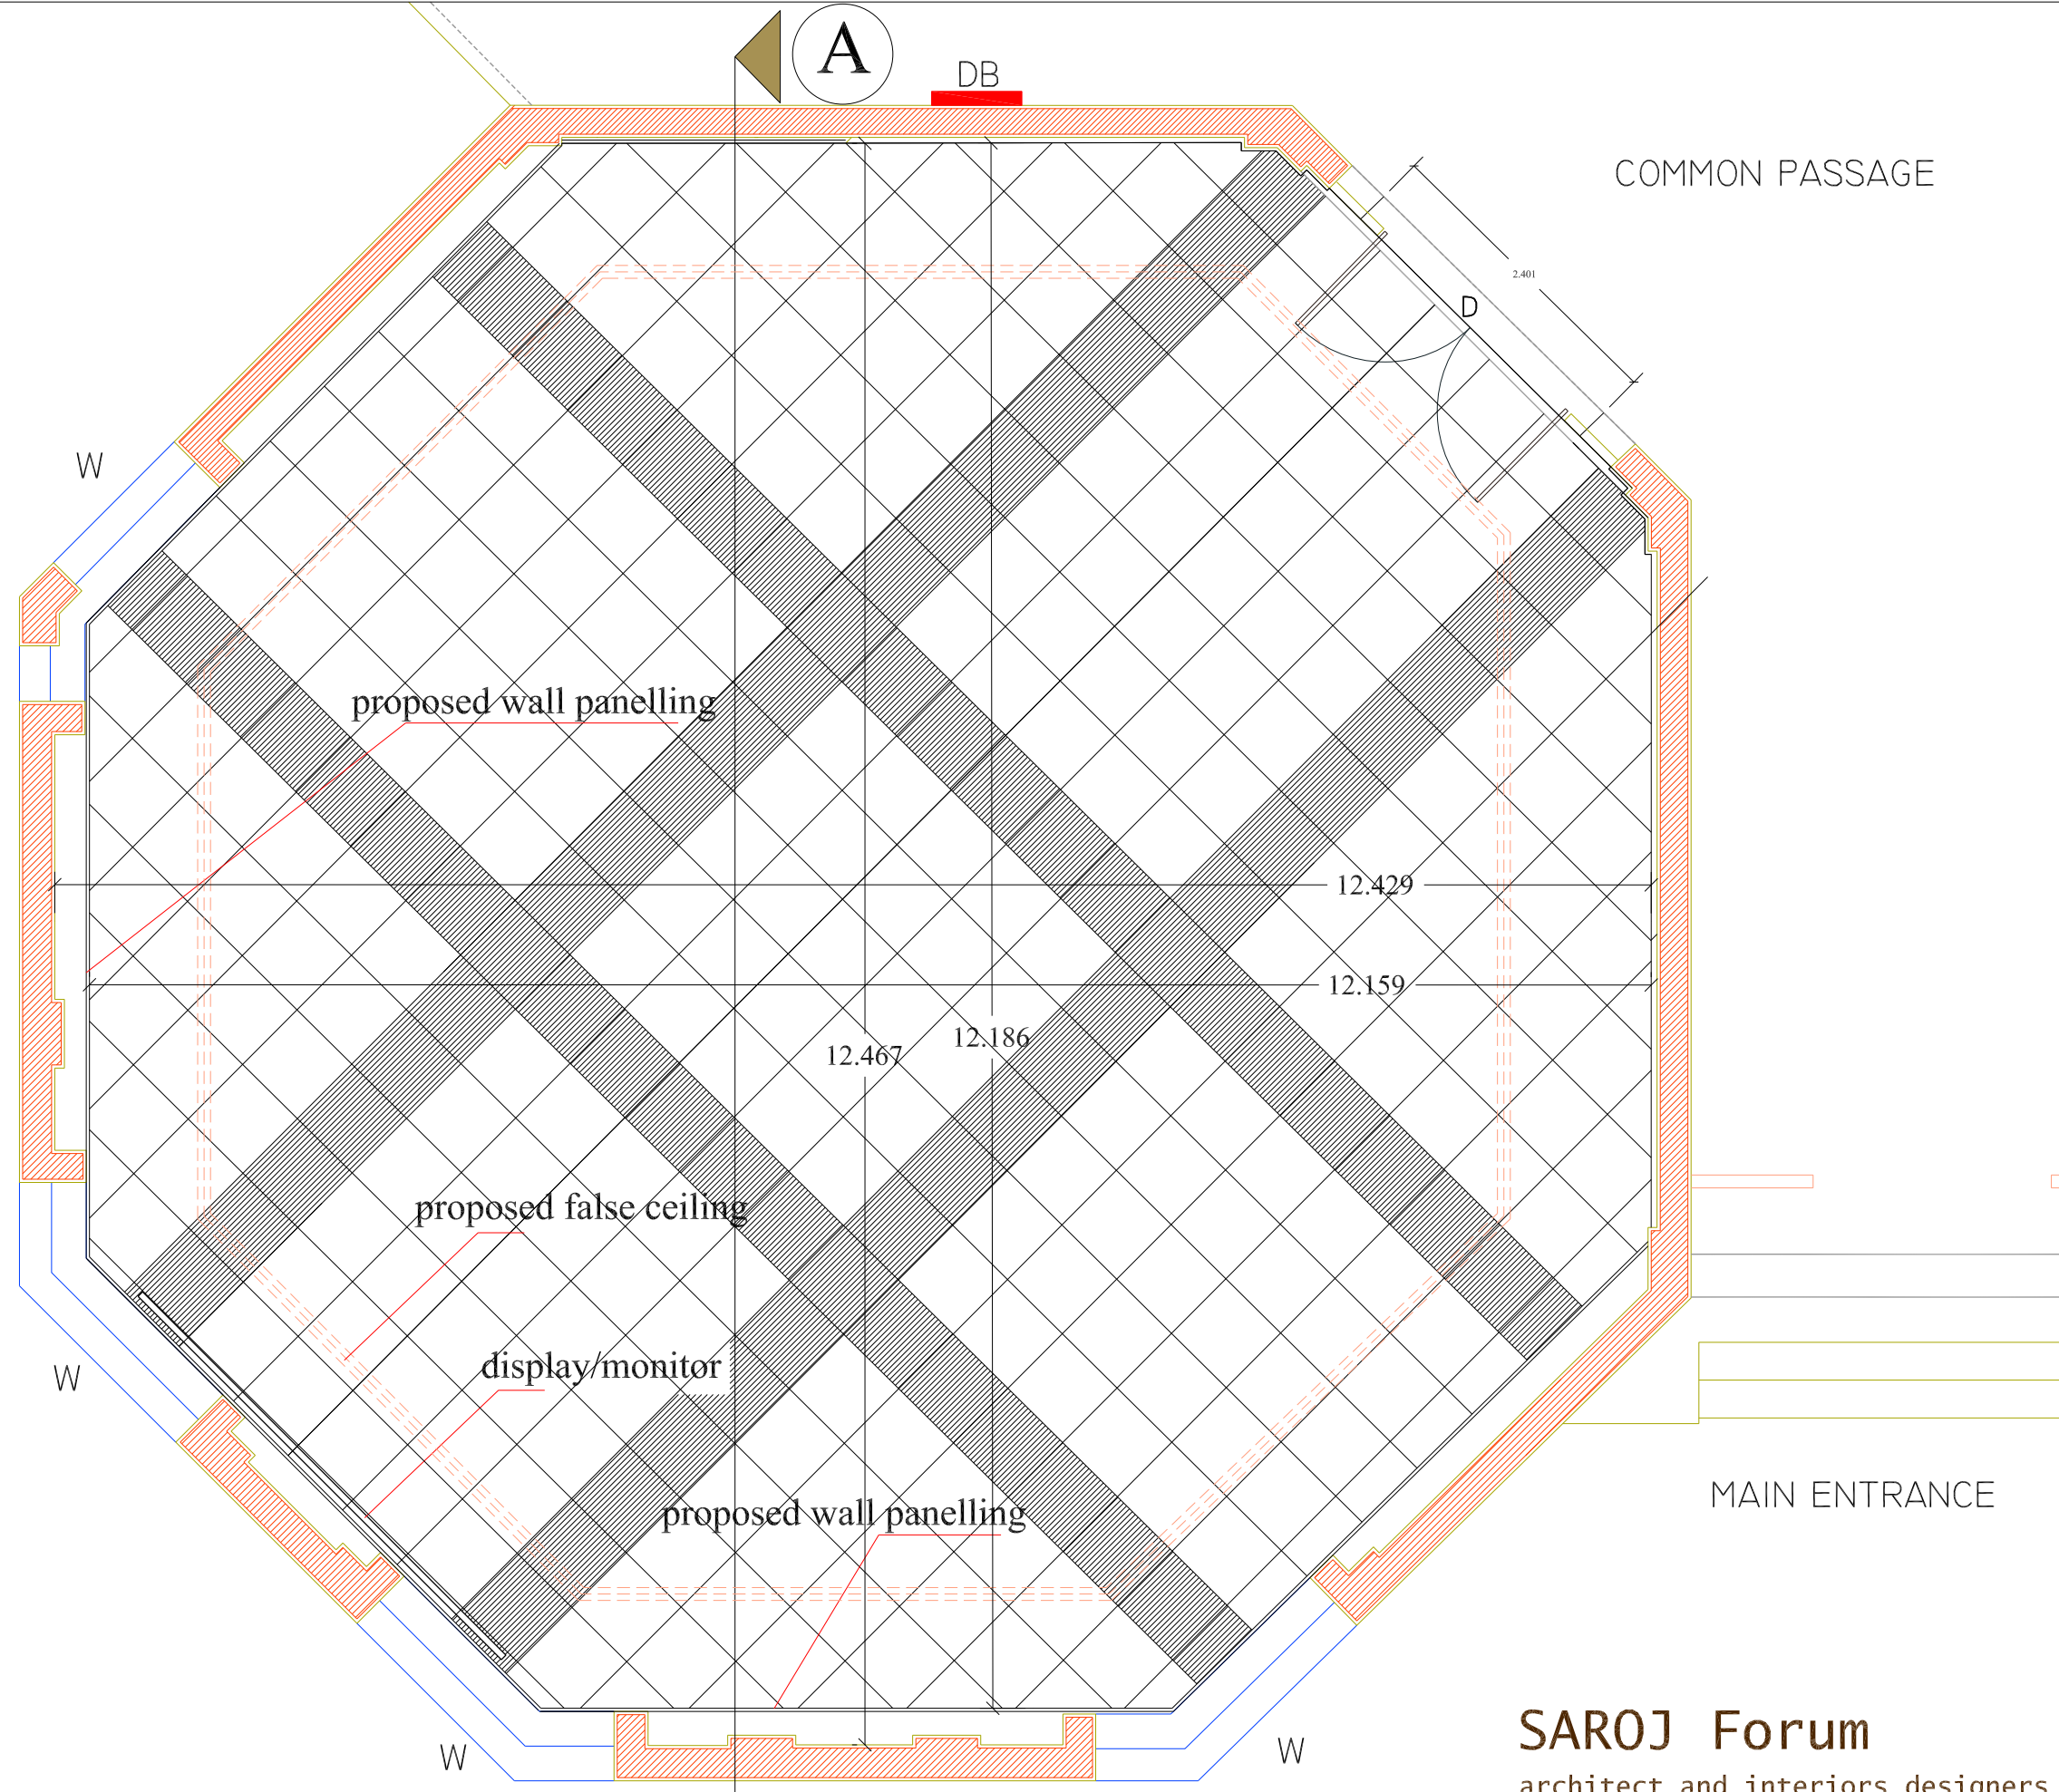 A
DB
COMMON PASSAGE
2.401
D
W
proposed wall panelling
12.429
12.159
12.186
12.467
proposed false ceiling
display/monitor
W
MAIN ENTRANCE
proposed wall panelling
SAROJ Forum
W
W
architect and interiors designers